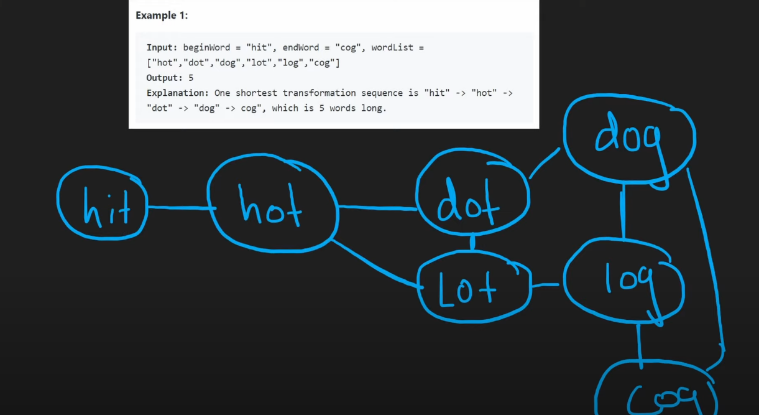 Example 1:
Input: beginWord = "hit", endWord = "cog", wordList =
["hot","dot","dog","lot","log","cog"]
Output: 5
Explanation: One shortest transformation sequence is "hit" -> "hot" ->
"dot" -> "dog" -> cog", which is 5 words long.
dog
hit
hot
dot
Lot
log
Cog